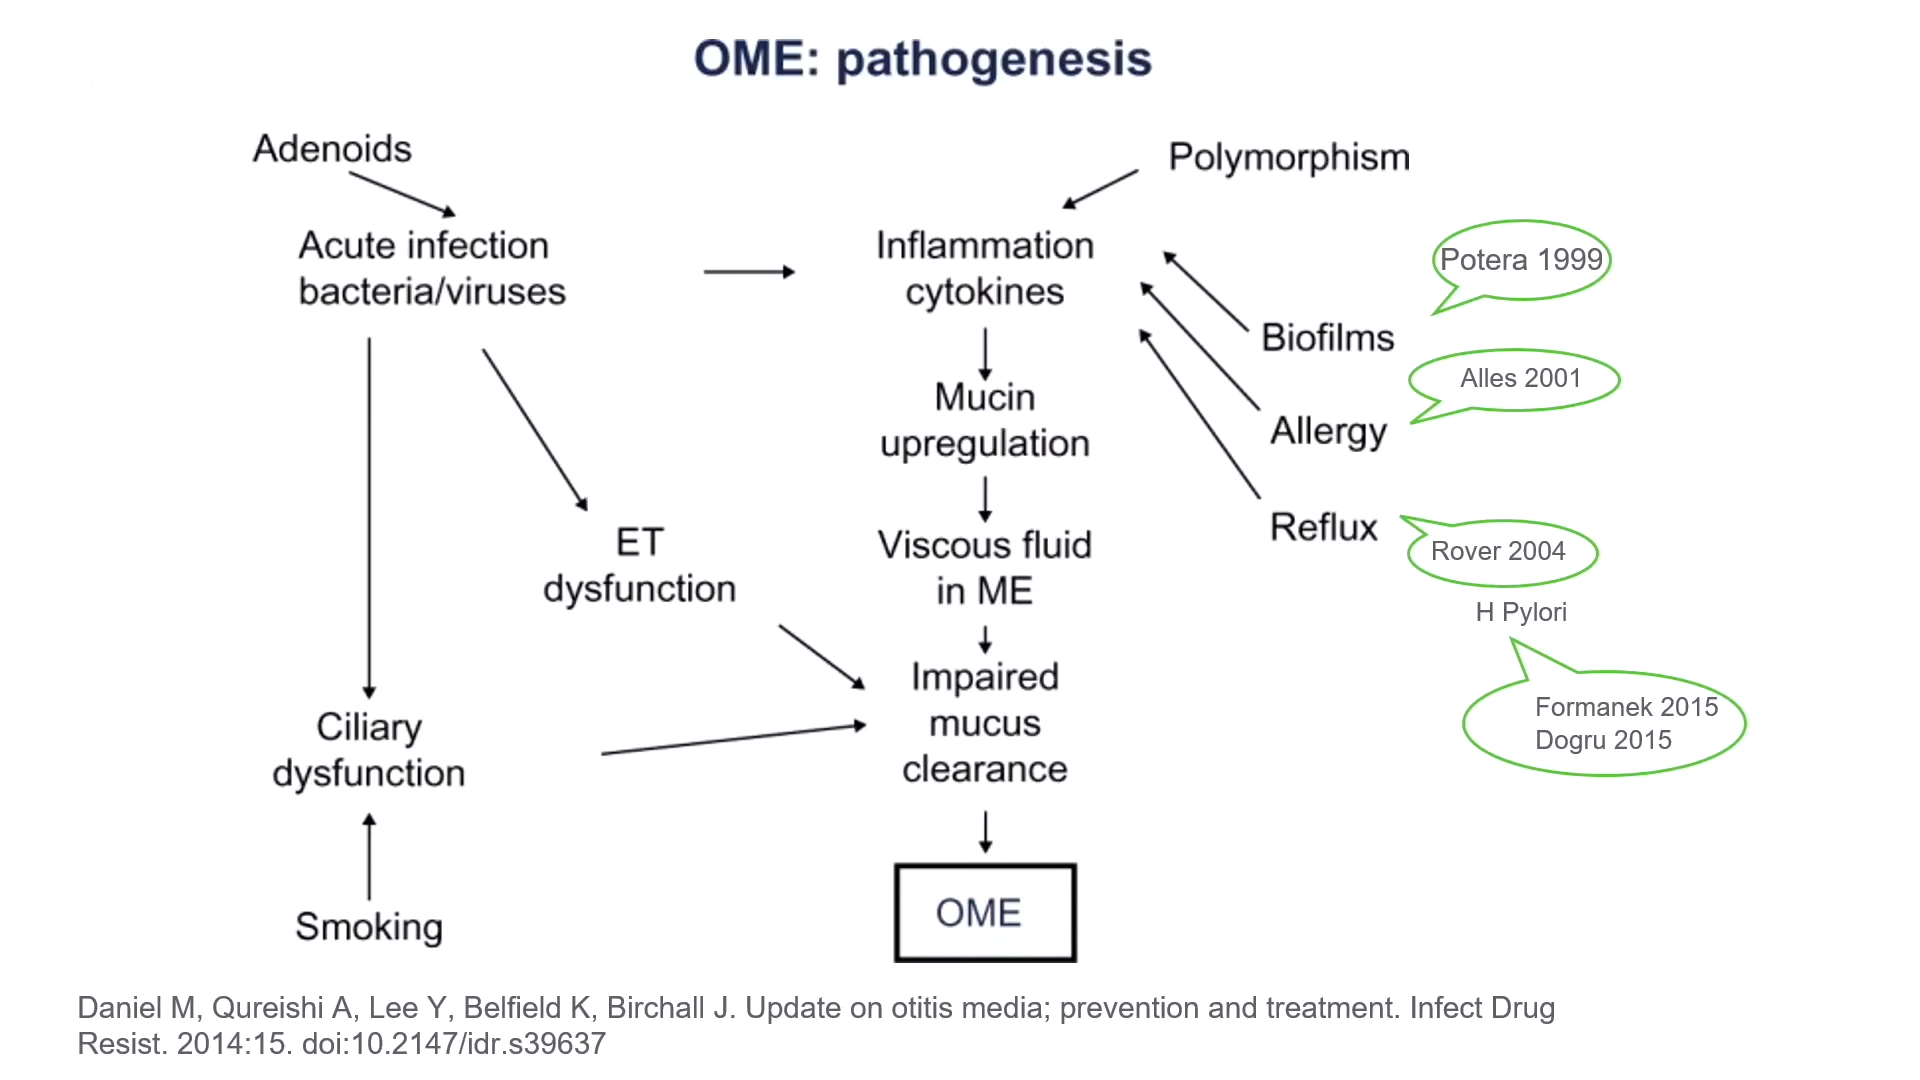 OME: pathogenesis
Adenoids
Polymorphism
Acute infection
bacteria/viruses
Inflammation
cytokines
Potera 1999
Biofilms
Alles 2001
Mucin
upregulation
Allergy
ET
dysfunction
Viscous fluid
in ME
Reflux
Rover 2004
H Pylori
Impaired
mucus
clearance
Formanek 2015
Dogru 2015
Ciliary
dysfunction
Smoking
OME
Daniel M, Qureishi A, Lee Y, Belfield K, Birchall J. Update on otitis media; prevention and treatment. Infect Drug
Resist. 2014:15. doi:10.2147/idr.s39637